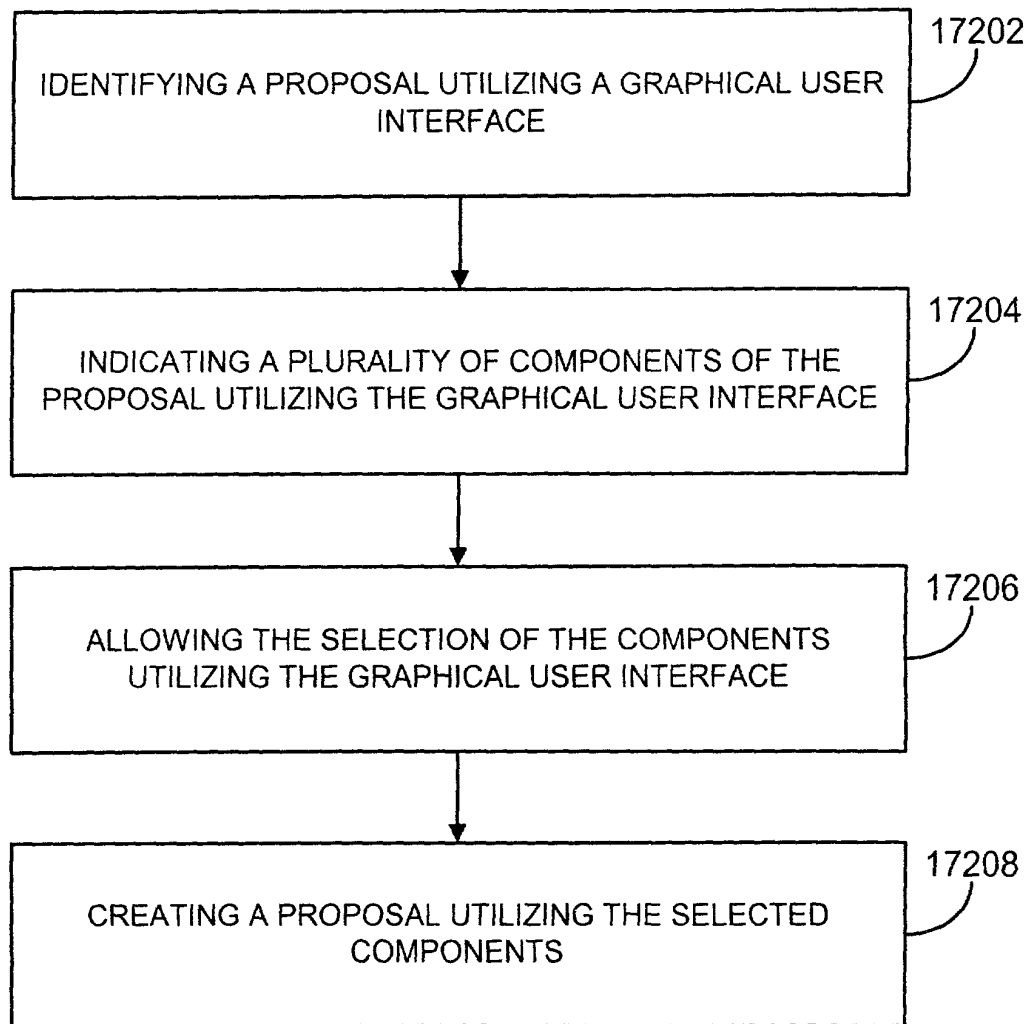 17202
IDENTIFYING A PROPOSAL UTILIZING A GRAPHICAL USER
INTERFACE
17204
INDICATING A PLURALITY OF COMPONENTS OF THE
PROPOSAL UTILIZING THE GRAPHICAL USER INTERFACE
17206
ALLOWING THE SELECTION OF THE COMPONENTS
UTILIZING THE GRAPHICAL USER INTERFACE
17208
CREATING A PROPOSAL UTILIZING THE SELECTED
COMPONENTS